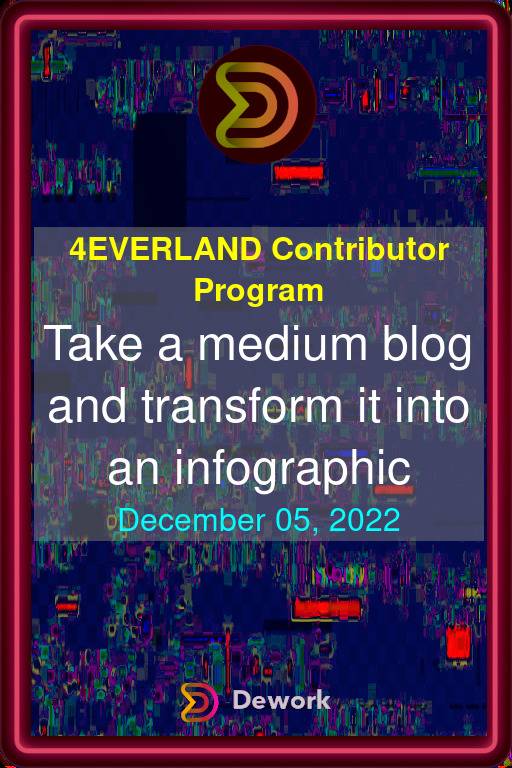 4EVERLAND Contributor
Program
Take a medium blog
and transform it into
an infographic
December 05, 2022
Dework